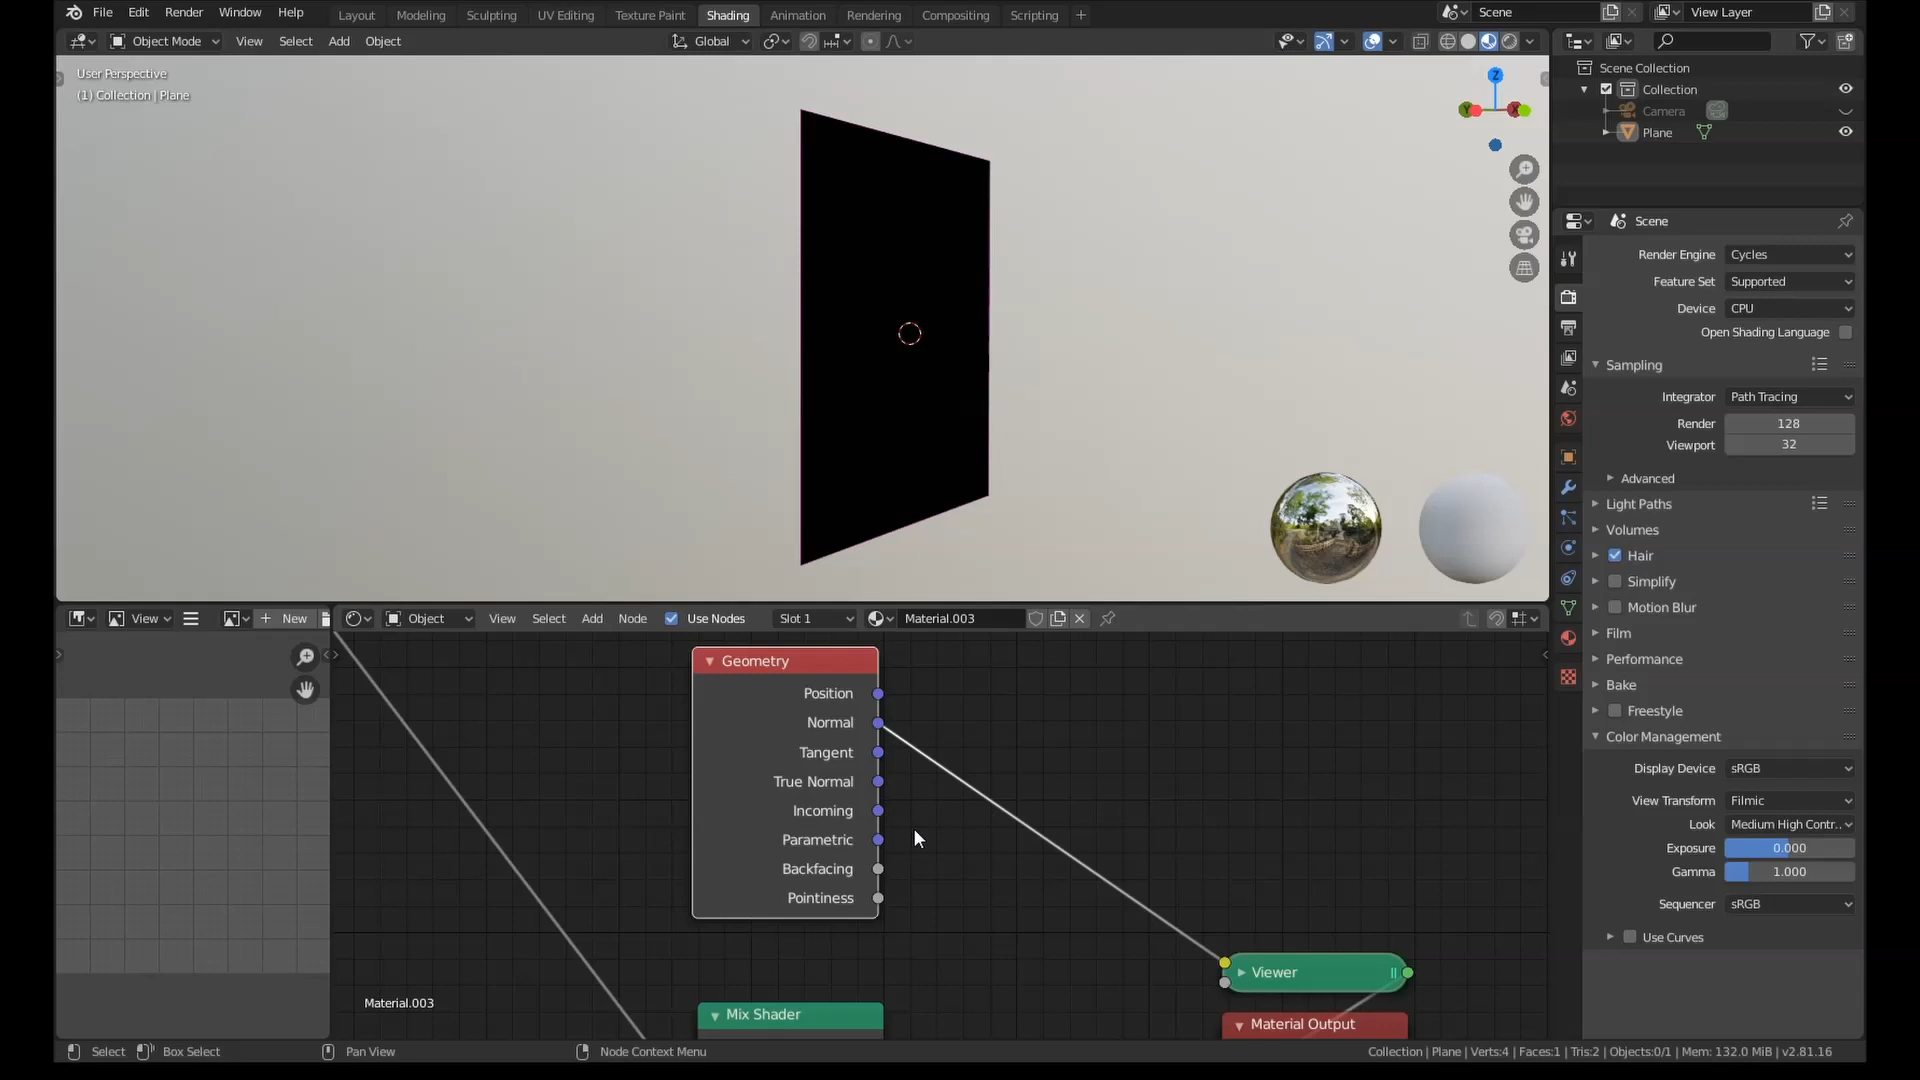 File Edit Render Window Help Layout Modeling Sculpting UV Editing Texture Paint Shading Animation Rendering Compositing Scripting + Scene View Layer
Object Mode View Select Add Object Global
User Perspective
(1) Collection | Plane
Z
Y
X
Scene Collection
Collection
Camera
Plane
Scene
Render Engine Cycles
Feature Set Supported
Device CPU
Open Shading Language
Sampling
Integrator Path Tracing
Render 128
Viewport 32
Advanced
Light Paths
Volumes
Hair
Simplify
Motion Blur
Film
Performance
Bake
Freestyle
Color Management
Display Device sRGB
View Transform Filmic
Look Medium High Contr..
Exposure 0.000
Gamma 1.000
Sequencer sRGB
Use Curves
View + New Object View Select Add Node Use Nodes Slot 1 Material.003
Geometry
Position
Normal
Tangent
True Normal
Incoming
Parametric
Backfacing
Pointiness
Viewer
Mix Shader
Material Output
Material.003
Select Box Select Pan View Node Context Menu Collection | Plane | Verts:4 | Faces:1 | Tris:2 | Objects:0/1 | Mem: 132.0 MiB | v2.81.16